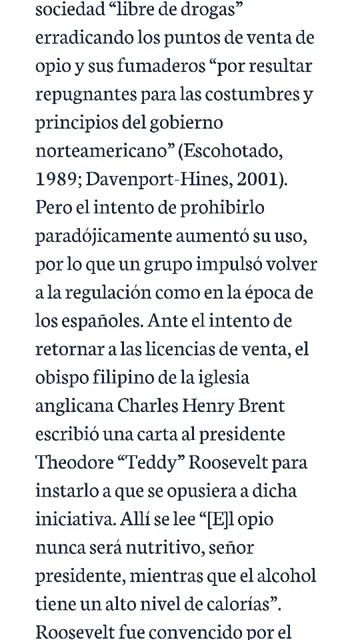 sociedad “libre de drogas”
erradicando los puntos de venta de
opio y sus fumaderos “por resultar
repugnantes para las costumbres y
principios del gobierno
norteamericano” (Escohotado,
1989; Davenport-Hines, 2001).
Pero el intento de prohibirlo
paradójicamente aumentó su uso,
por lo que un grupo impulsó volver
a la regulación como en la época de
los españoles. Ante el intento de
retornar a las licencias de venta, el
obispo filipino de la iglesia
anglicana Charles Henry Brent
escribió una carta al presidente
Theodore “Teddy” Roosevelt para
instarlo a que se opusiera a dicha
iniciativa. Allí se lee “[E]l opio
nunca será nutritivo, señor
presidente, mientras que el alcohol
tiene un alto nivel de calorías”.
Roosevelt fue convencido por el